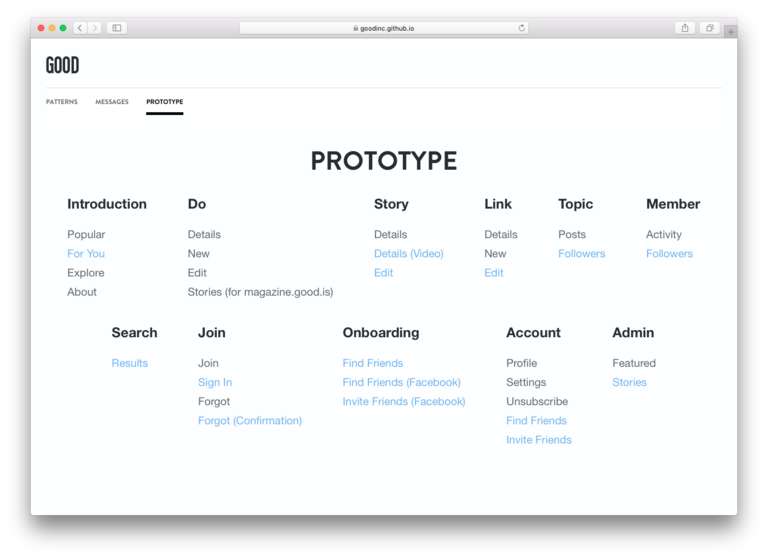 goodinc.github.io
GOOD
PATTERNS MESSAGES PROTOTYPE
PROTOTYPE
Introduction
Popular
For You
Explore
About
Do
Details
New
Edit
Stories (for magazine.good.is)
Story
Details
Details (Video)
Edit
Link
Details
New
Edit
Topic
Posts
Followers
Member
Activity
Followers
Search
Results
Join
Join
Sign In
Forgot
Forgot (Confirmation)
Onboarding
Find Friends
Find Friends (Facebook)
Invite Friends (Facebook)
Account
Profile
Settings
Unsubscribe
Find Friends
Invite Friends
Admin
Featured
Stories